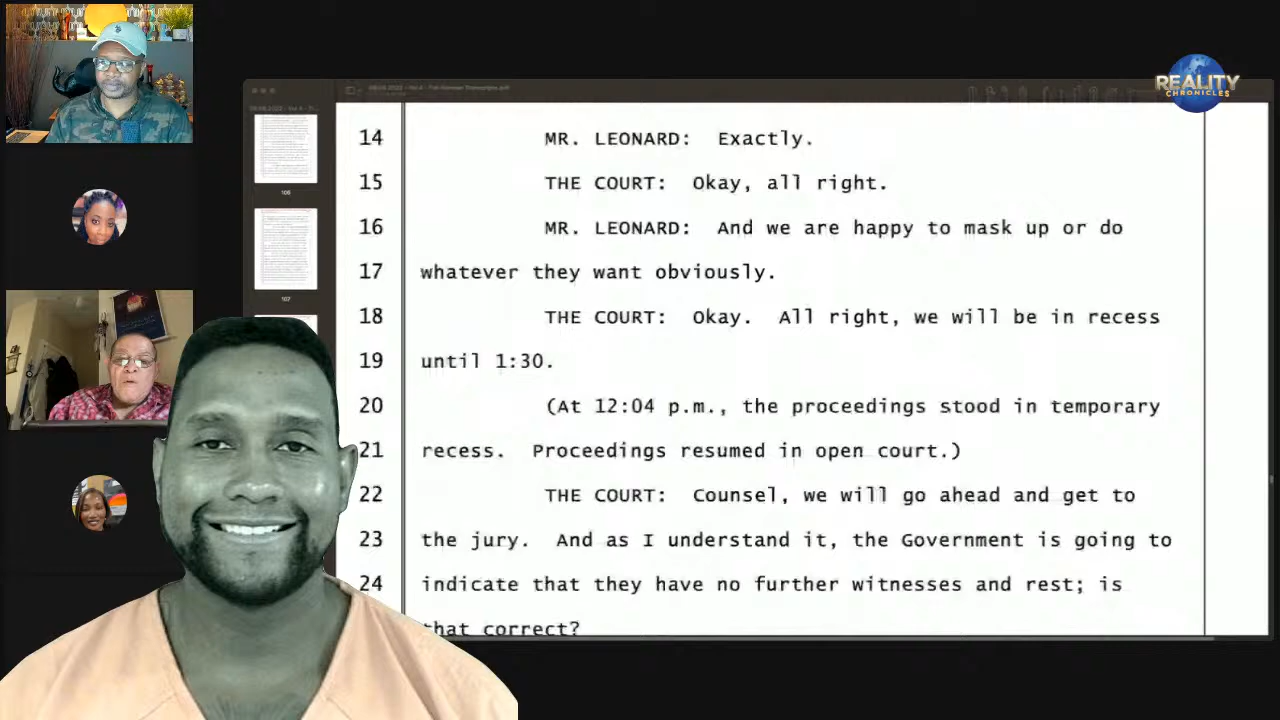 REALITY
CHRONICLES
106
107
14 MR. LEONARD: Exactly.
15 THE COURT: Okay, all right.
16 MR. LEONARD: And we are happy to mask up or do
17 whatever they want obviously.
18 THE COURT: Okay. All right, we will be in recess
19 until 1:30.
20 (At 12:04 p.m., the proceedings stood in temporary
21 recess. Proceedings resumed in open court.)
22 THE COURT: Counsel, we will go ahead and get to
23 the jury. And as I understand it, the Government is going to
24 indicate that they have no further witnesses and rest; is
that correct?